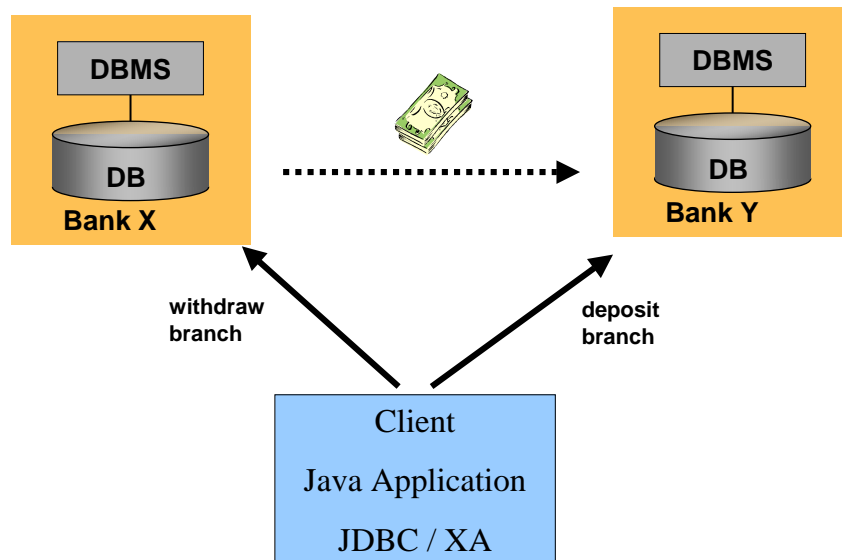 DBMS
DB
Bank X
DBMS
DB
Bank Y
withdraw
branch
deposit
branch
Client
Java Application
JDBC / XA